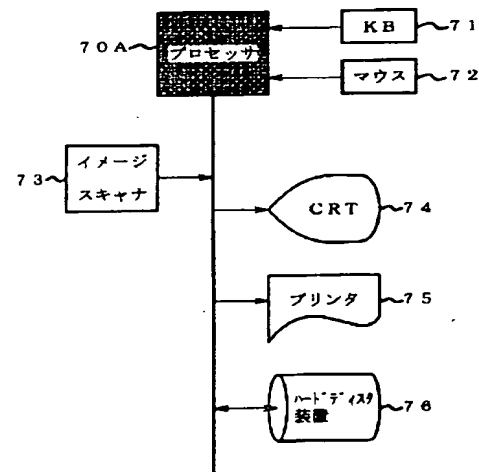 70A
プロセッサ
KB
71
マウス
72
73
イメージ
スキャナ
CRT
74
プリンタ
75
ハードディスク
装置
76